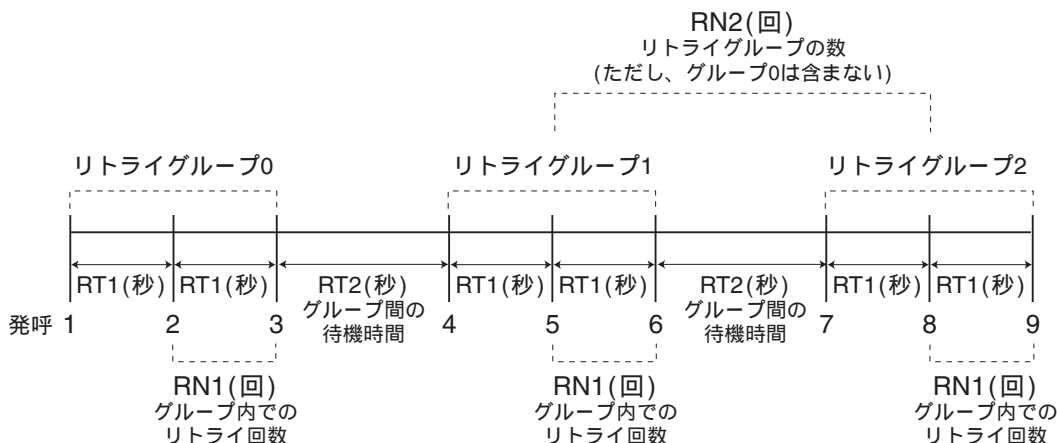 RN2(回)
リトライグループの数
(ただし、グループ0は含まない)
リトライグループ0
リトライグループ1
リトライグループ2
RT1(秒)
RT1(秒)
RT2(秒)
グループ間の
待機時間
RT1(秒)
RT1(秒)
RT2(秒)
グループ間の
待機時間
RT1(秒)
RT1(秒)
発呼 1 2 3 4 5 6 7 8 9
RN1(回)
グループ内での
リトライ回数
RN1(回)
グループ内での
リトライ回数
RN1(回)
グループ内での
リトライ回数